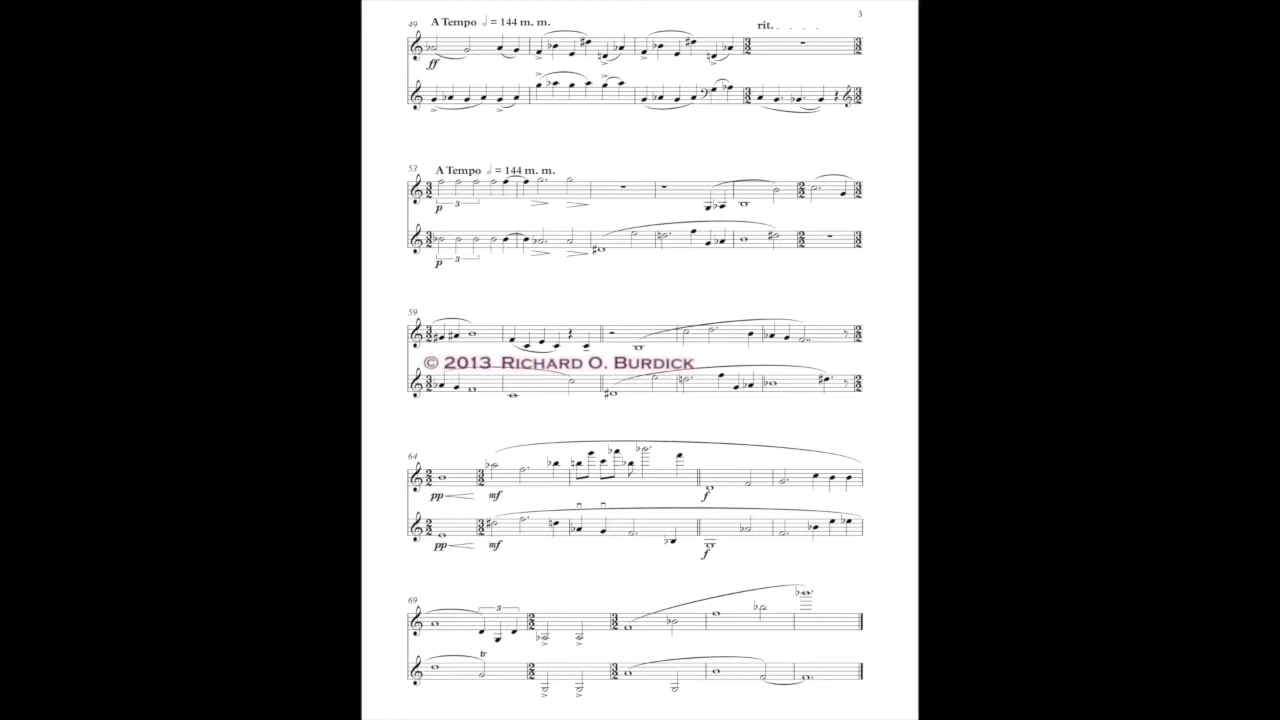 3
49 A Tempo 𝅗𝅥 = 144 m. m. rit.
ff
53 A Tempo 𝅗𝅥 = 144 m. m.
p 3
p 3
59
© 2013 Richard O. Burdick
64
pp mf f
pp mf f
69 3
tr